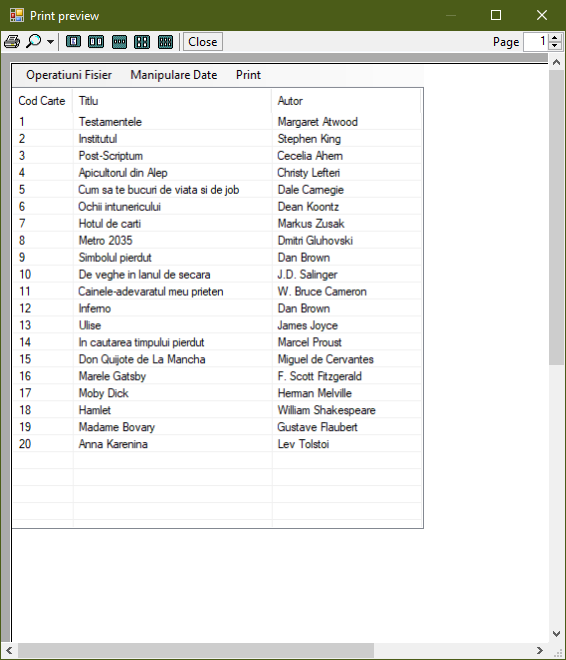 Print preview
Close
Page 1
Operatiuni Fisier Manipulare Date Print
Cod Carte Titlu Autor
1 Testamentele Margaret Atwood
2 Institutul Stephen King
3 Post-Scriptum Cecelia Ahern
4 Apicultorul din Alep Christy Lefteri
5 Cum sa te bucuri de viata si de job Dale Carnegie
6 Ochii intunericului Dean Koontz
7 Hotul de carti Markus Zusak
8 Metro 2035 Dmitri Gluhovski
9 Simbolul pierdut Dan Brown
10 De veghe in lanul de secara J.D. Salinger
11 Cainele-adevaratul meu prieten W. Bruce Cameron
12 Inferno Dan Brown
13 Ulise James Joyce
14 In cautarea timpului pierdut Marcel Proust
15 Don Quijote de La Mancha Miguel de Cervantes
16 Marele Gatsby F. Scott Fitzgerald
17 Moby Dick Herman Melville
18 Hamlet William Shakespeare
19 Madame Bovary Gustave Flaubert
20 Anna Karenina Lev Tolstoi